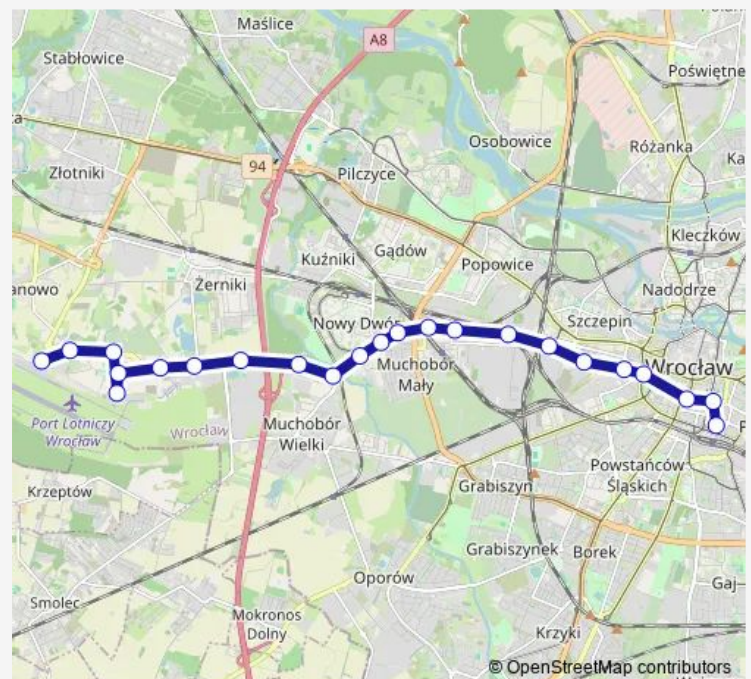 Maślice
A8
Stabłowice
Poświętne
Osobowice
94
Różanka
Złotniki
Pilczyce
Kleczków
Gądów
Kuźniki
Popowice
Żerniki
Nadodrze
Nowy Dwór
Szczepin
Muchobór
Mały
Wrocław
Port Lotniczy
Wrocław
Wrocław
Muchobór
Wielki
Powstańców
Śląskich
Krzeptów
Grabiszyn
Grabiszynek
Borek
Oporów
Gaj
Smolec
Mokronos
Dolny
Krzyki
© OpenStreetMap contributors